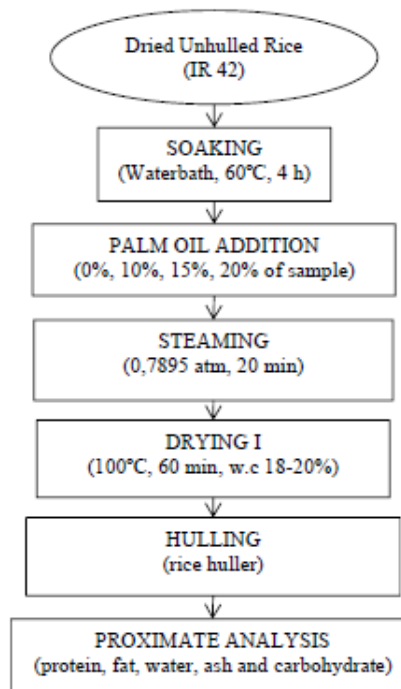 Dried Unhulled Rice
(IR 42)
SOAKING
(Waterbath, 60℃, 4 h)
PALM OIL ADDITION
(0%, 10%, 15%, 20% of sample)
STEAMING
(0,7895 atm, 20 min)
DRYING I
(100℃, 60 min, w.c 18-20%)
HULLING
(rice huller)
PROXIMATE ANALYSIS
(protein, fat, water, ash and carbohydrate)